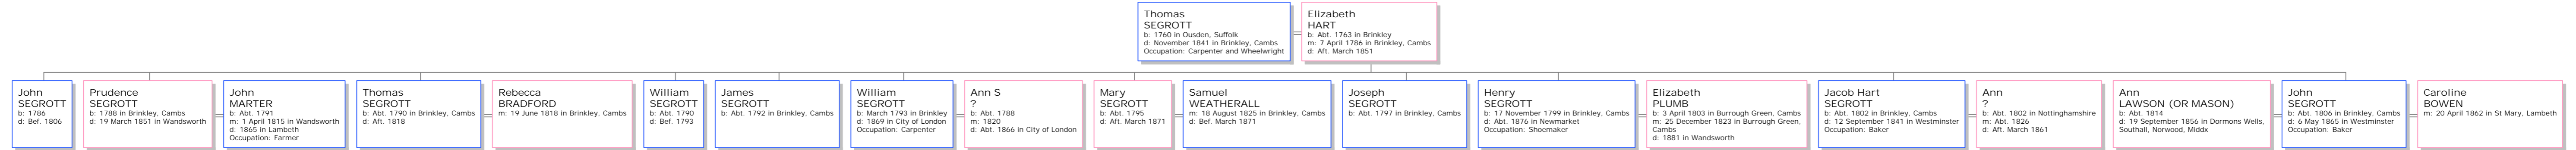 Thomas
SEGROTT
b: 1760 in Ousden, Suffolk
d: November 1841 in Brinkley, Cambs
Occupation: Carpenter and Wheelwright
Elizabeth
HART
b: Abt. 1763 in Brinkley
m: 7 April 1786 in Brinkley, Cambs
d: Aft. March 1851
John
SEGROTT
b: 1786
d: Bef. 1806
Prudence
SEGROTT
b: 1788 in Brinkley, Cambs
d: 19 March 1851 in Wandsworth
John
MARTER
b: Abt. 1791
m: 1 April 1815 in Wandsworth
d: 1865 in Lambeth
Occupation: Farmer
Thomas
SEGROTT
b: Abt. 1790 in Brinkley, Cambs
d: Aft. 1818
Rebecca
BRADFORD
m: 19 June 1818 in Brinkley, Cambs
William
SEGROTT
b: Abt. 1790
d: Bef. 1793
James
SEGROTT
b: Abt. 1792 in Brinkley, Cambs
William
SEGROTT
b: March 1793 in Brinkley
d: 1869 in City of London
Occupation: Carpenter
Ann S
?
b: Abt. 1788
m: 1820
d: Abt. 1866 in City of London
Mary
SEGROTT
b: Abt. 1795
d: Aft. March 1871
Samuel
WEATHERALL
m: 18 August 1825 in Brinkley, Cambs
d: Bef. March 1871
Joseph
SEGROTT
b: Abt. 1797 in Brinkley, Cambs
Henry
SEGROTT
b: 17 November 1799 in Brinkley, Cambs
d: Abt. 1876 in Newmarket
Occupation: Shoemaker
Elizabeth
PLUMB
b: 3 April 1803 in Burrough Green, Cambs
m: 25 December 1823 in Burrough Green,
Cambs
d: 1881 in Wandsworth
Jacob Hart
SEGROTT
b: Abt. 1802 in Brinkley, Cambs
d: 12 September 1841 in Westminster
Occupation: Baker
Ann
?
b: Abt. 1802 in Nottinghamshire
m: Abt. 1826
d: Aft. March 1861
Ann
LAWSON (OR MASON)
b: Abt. 1814
d: 19 September 1856 in Dormons Wells,
Southall, Norwood, Middx
John
SEGROTT
b: Abt. 1806 in Brinkley, Cambs
d: 6 May 1865 in Westminster
Occupation: Baker
Caroline
BOWEN
m: 20 April 1862 in St Mary, Lambeth